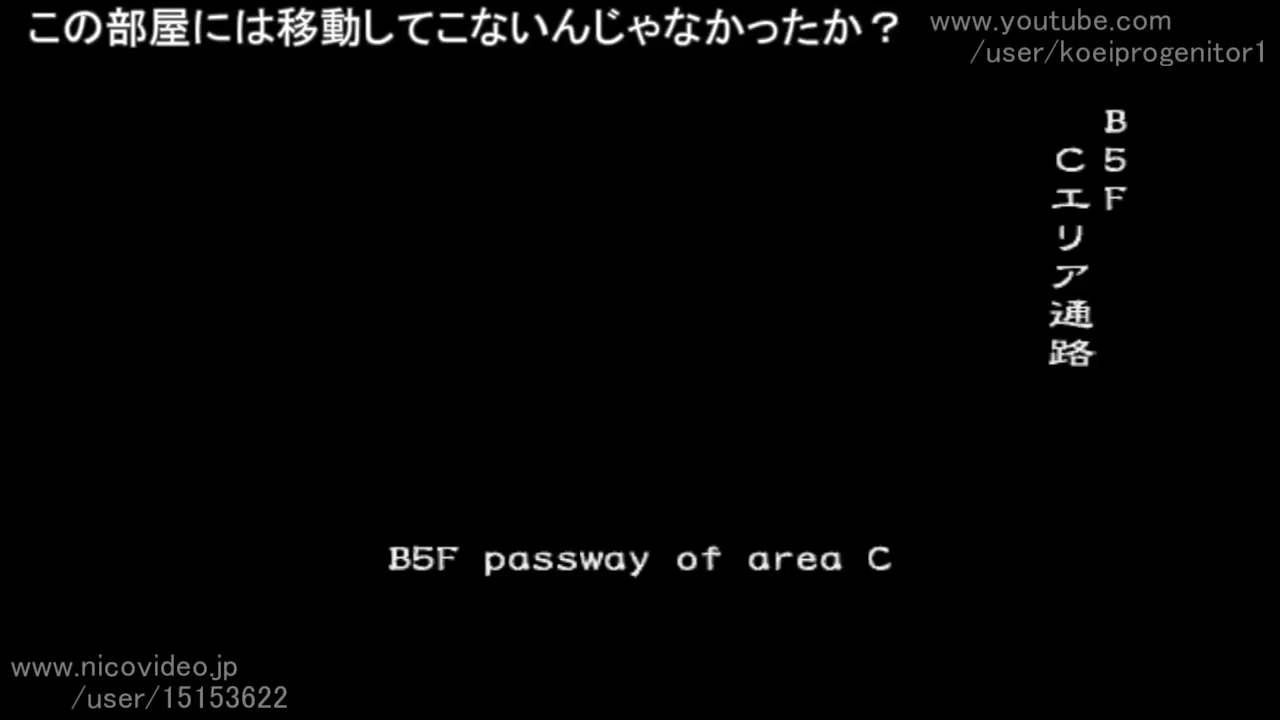 この部屋には移動してこないんじゃなかったか？
www.youtube.com
/user/koeiprogenitor1
B5F
Cエリア通路
B5F passway of area C
www.nicovideo.jp
/user/15153622